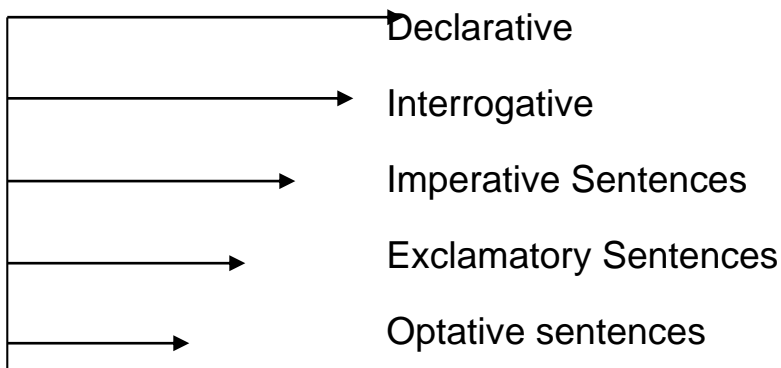 Declarative
Interrogative
Imperative Sentences
Exclamatory Sentences
Optative sentences